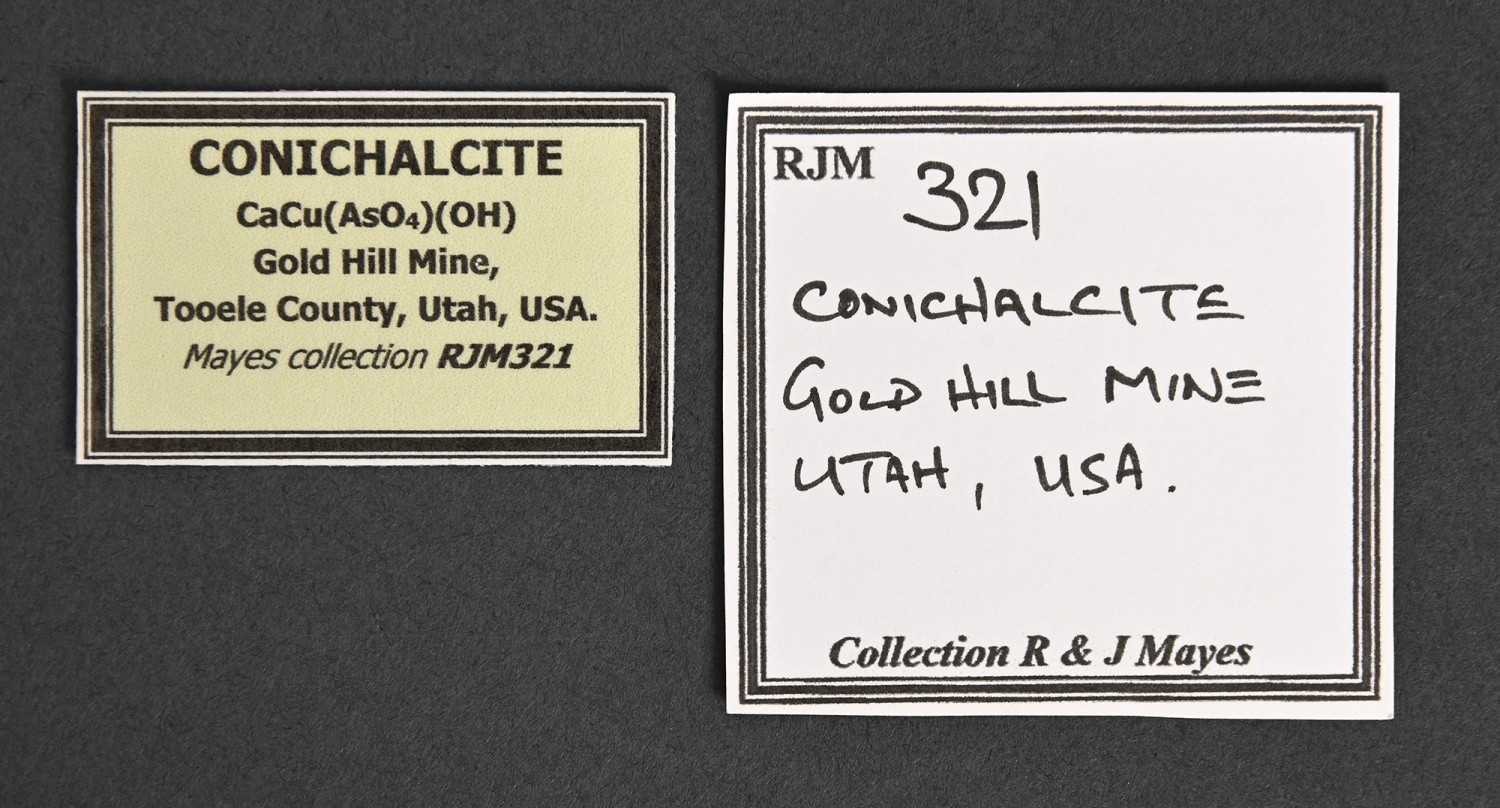 CONICHALCITE
CaCu(AsO₄)(OH)
Gold Hill Mine,
Tooele County, Utah, USA.
Mayes collection RJM321
RJM 321
CONICHALCITE
GOLD HILL MINE
UTAH, USA.
Collection R & J Mayes